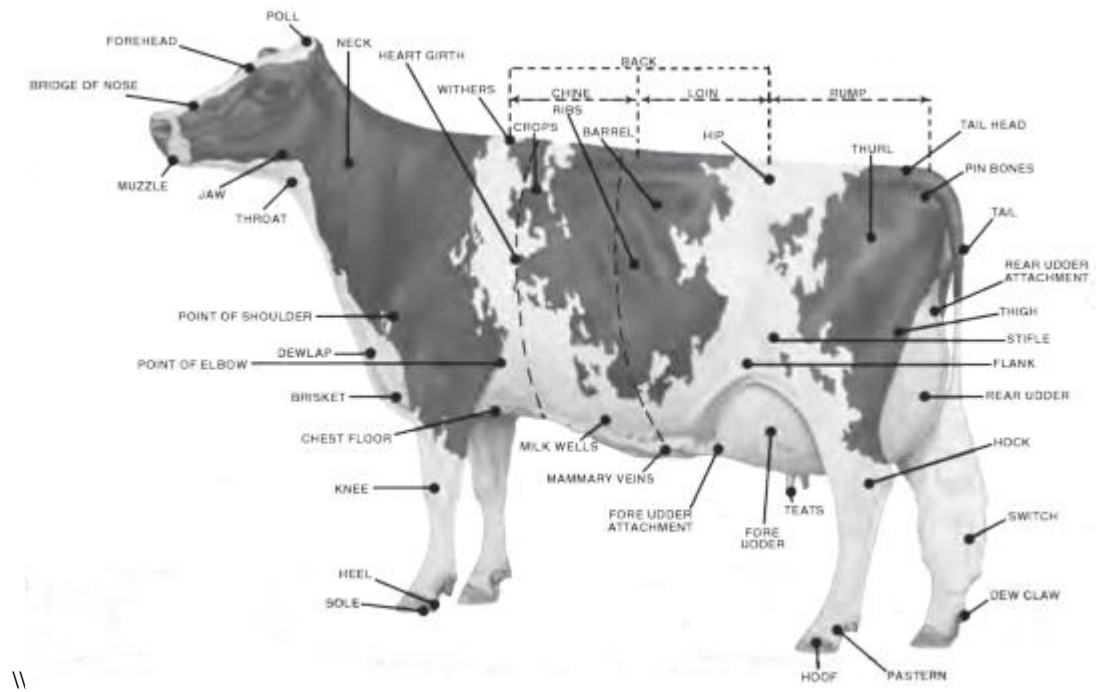 POLL
FOREHEAD
NECK
HEART GIRTH
BACK
BRIDGE OF NOSE
WITHERS
CHINE
LOIN
RUMP
RIBS
CROPS
BARREL
HIP
THURL
TAIL HEAD
PIN BONES
MUZZLE
JAW
THROAT
TAIL
REAR UDDER
ATTACHMENT
POINT OF SHOULDER
THIGH
STIFLE
DEWLAP
POINT OF ELBOW
FLANK
BRISKET
REAR UDDER
CHEST FLOOR
MILK WELLS
HOCK
MAMMARY VEINS
KNEE
FORE UDDER
ATTACHMENT
TEATS
FORE
UDDER
SWITCH
HEEL
SOLE
DEW CLAW
HOOF
PASTERN
\\